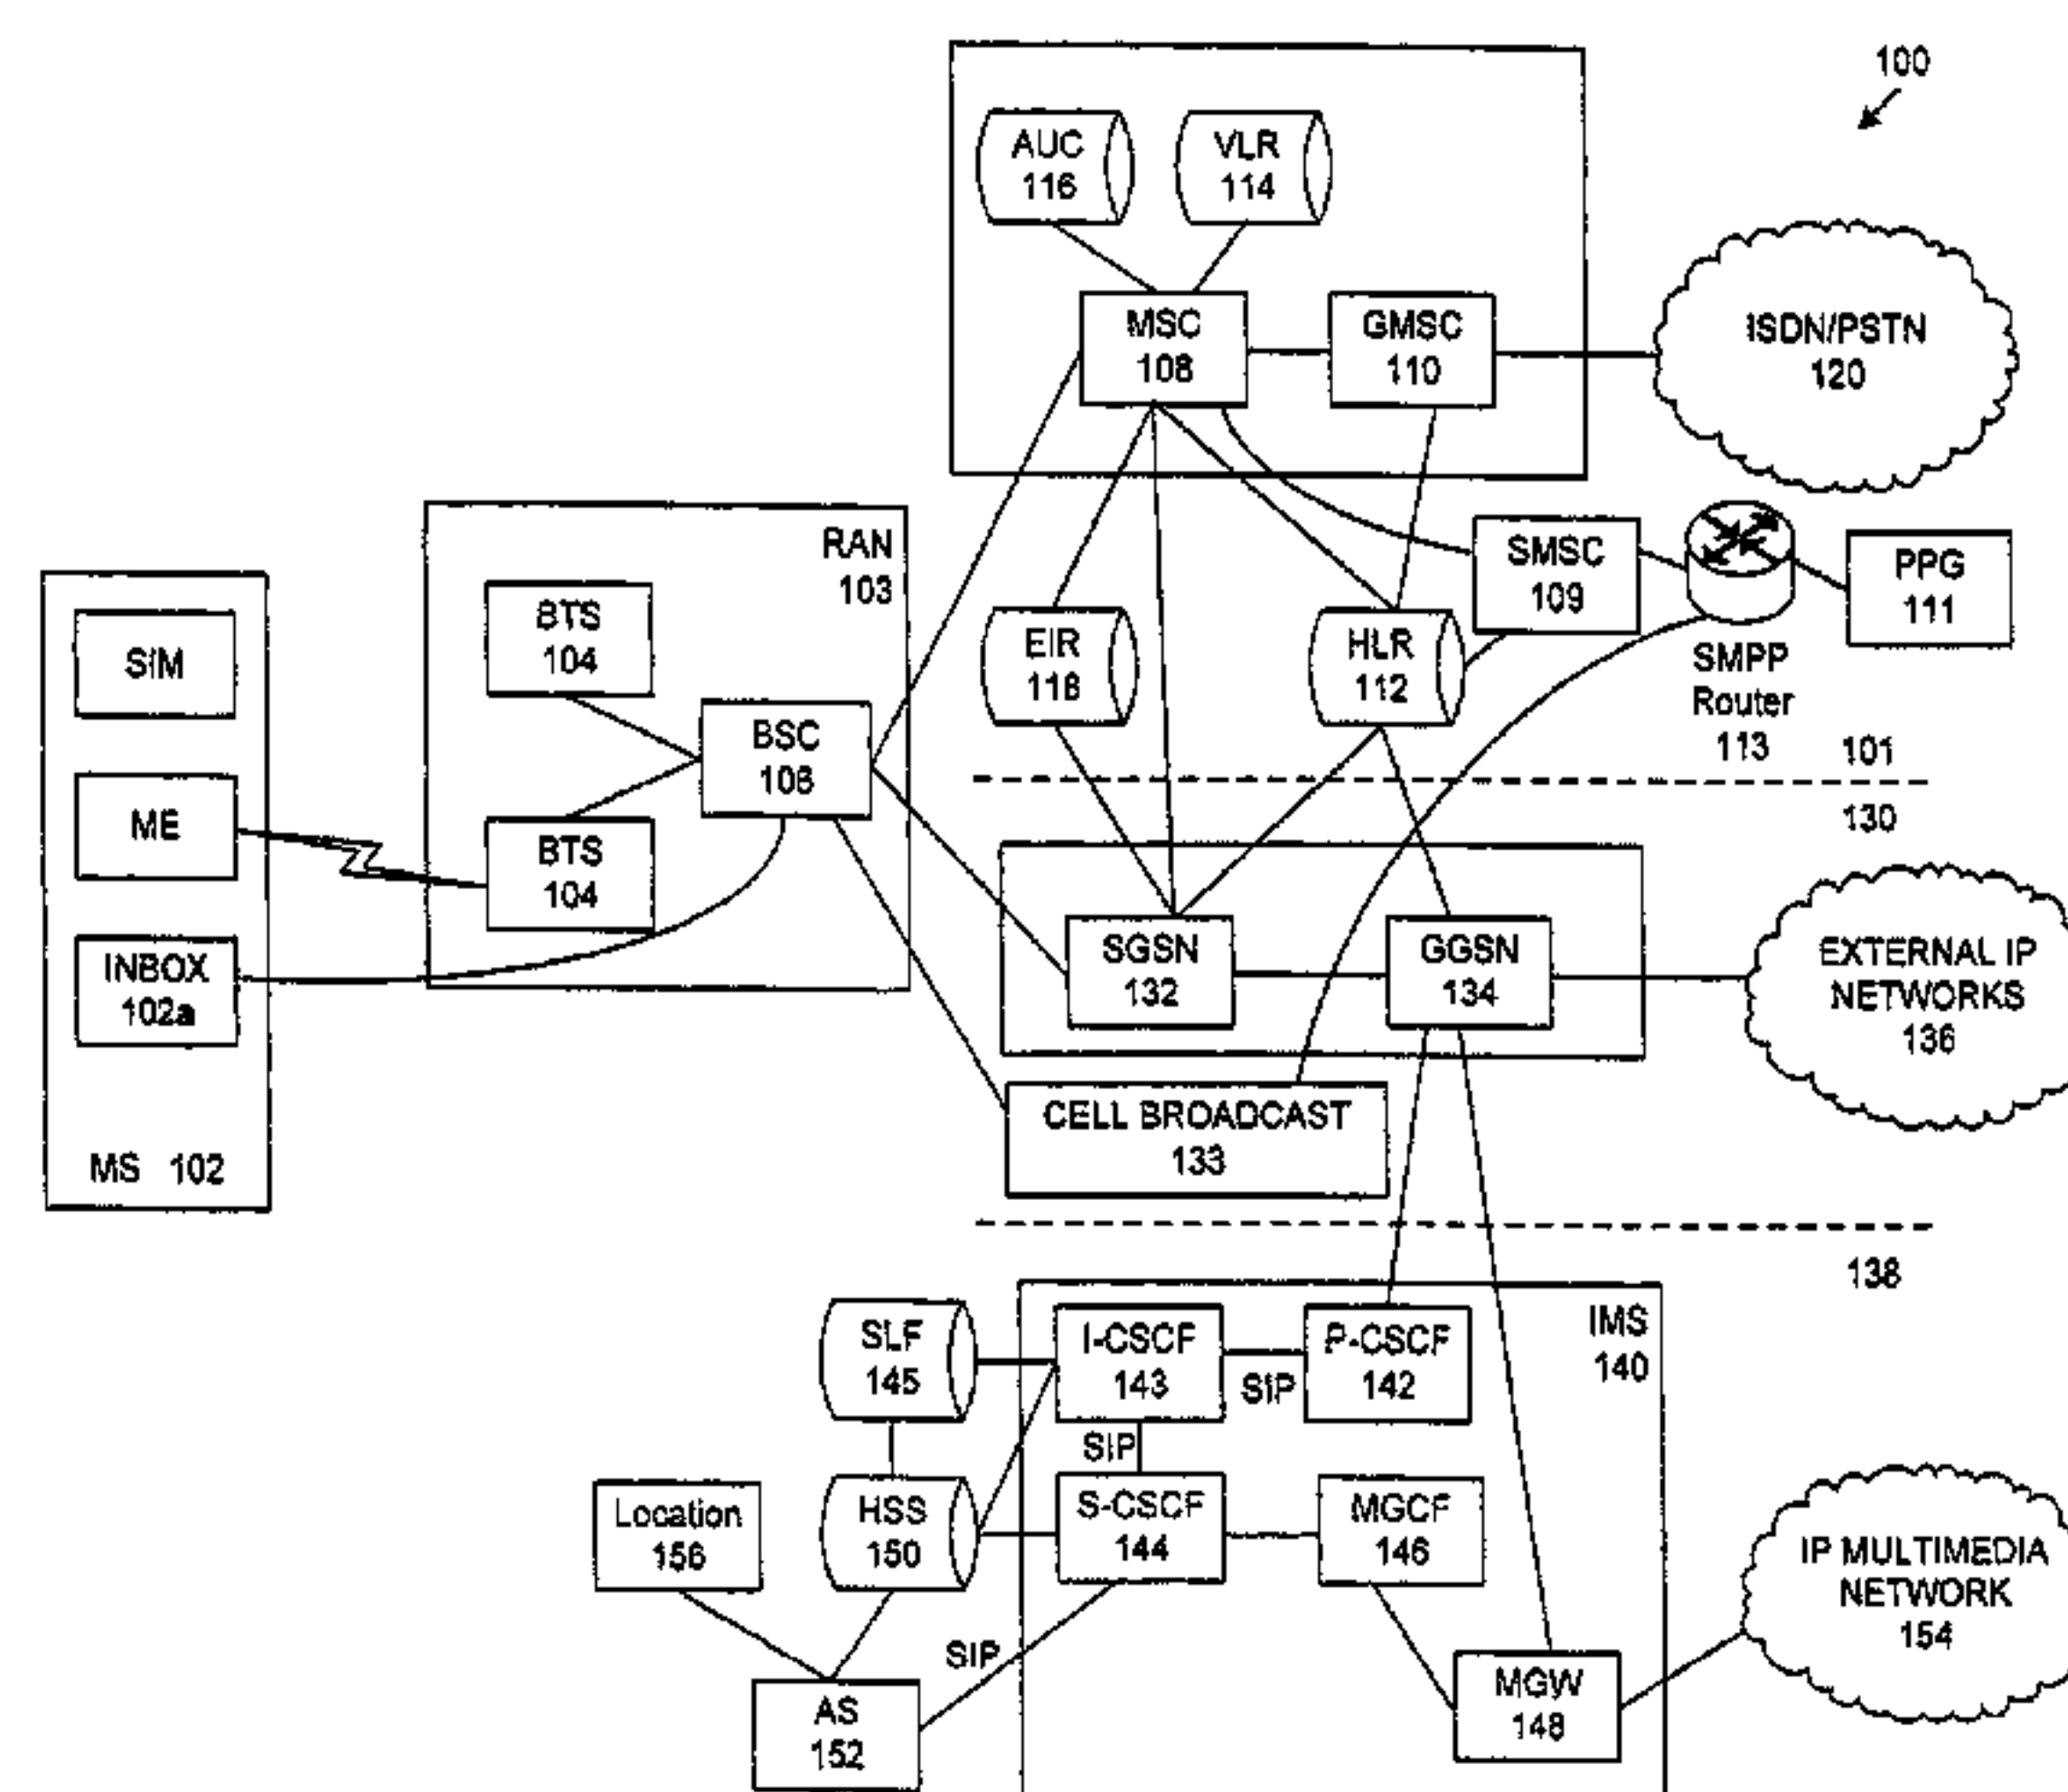 100
AUC
116
VLR
114
MSC
108
GMSC
110
ISDN/PSTN
120
RAN
103
BTS
104
BSC
106
BTS
104
SIM
ME
INBOX
102a
MS 102
EIR
118
HLR
112
SMSC
109
SMPP
Router
113
PPG
111
101
130
SGSN
132
GGSN
134
EXTERNAL IP
NETWORKS
136
CELL BROADCAST
133
138
IMS
140
SLF
145
I-CSCF
143
SIP
P-CSCF
142
SIP
Location
156
HSS
150
S-CSCF
144
MGCF
146
IP MULTIMEDIA
NETWORK
154
SIP
AS
152
MGW
148